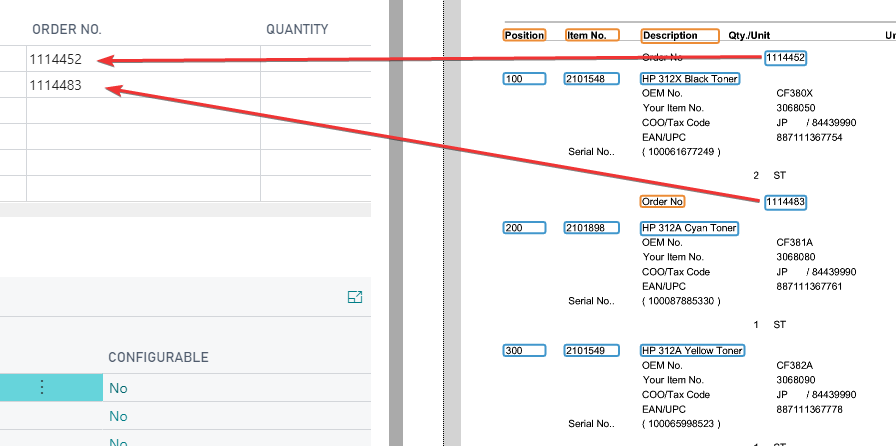 ORDER NO. QUANTITY
1114452
1114483
CONFIGURABLE
No
No
No
Position Item No. Description Qty./Unit
Order No 1114452
100 2101548 HP 312X Black Toner
OEM No. CF380X
Your Item No. 3068050
COO/Tax Code JP / 84439990
EAN/UPC 887111367754
Serial No.. ( 100061677249 )
2 ST
Order No 1114483
200 2101898 HP 312A Cyan Toner
OEM No. CF381A
Your Item No. 3068080
COO/Tax Code JP / 84439990
EAN/UPC 887111367761
Serial No.. ( 100087885330 )
1 ST
300 2101549 HP 312A Yellow Toner
OEM No. CF382A
Your Item No. 3068090
COO/Tax Code JP / 84439990
EAN/UPC 887111367778
Serial No.. ( 100065998523 )
1 ST